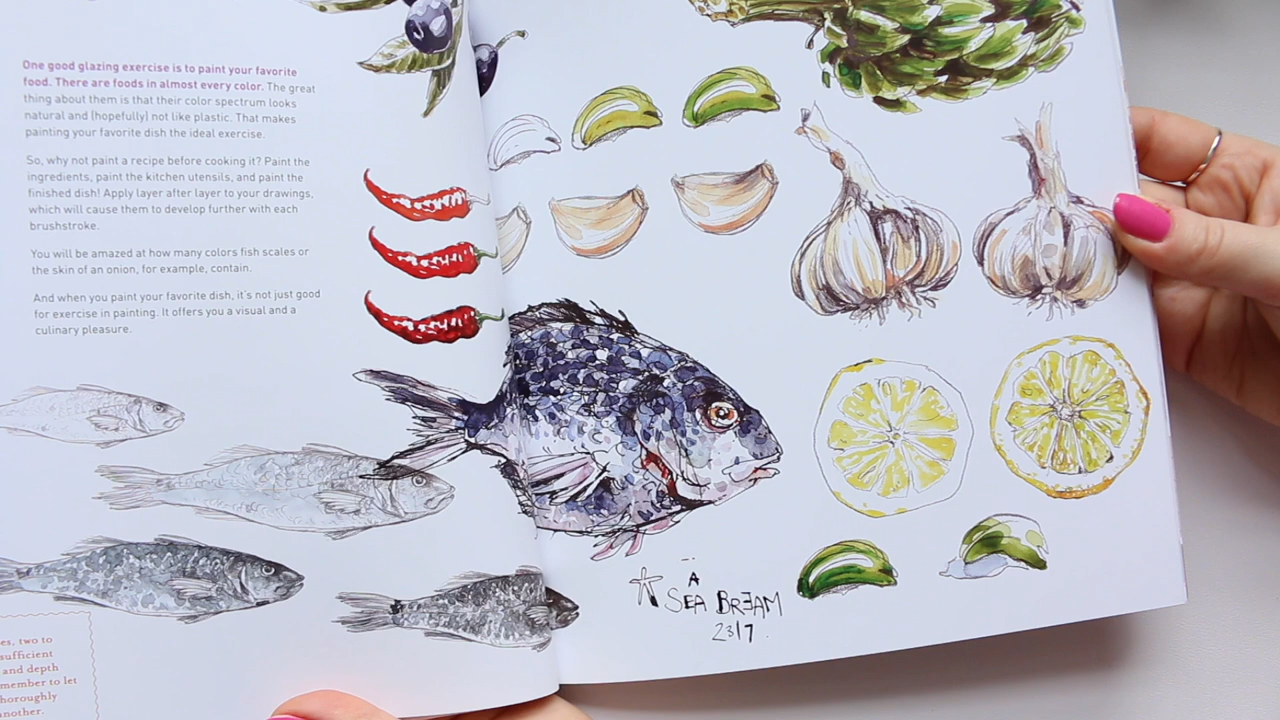 One good glazing exercise is to paint your favorite
food. There are foods in almost every color. The great
thing about them is that their color spectrum looks
natural and (hopefully) not like plastic. That makes
painting your favorite dish the ideal exercise.
So, why not paint a recipe before cooking it? Paint the
ingredients, paint the kitchen utensils, and paint the
finished dish! Apply layer after layer to your drawings,
which will cause them to develop further with each
brushstroke.
You will be amazed at how many colors fish scales or
the skin of an onion, for example, contain.
And when you paint your favorite dish, it's not just good
for exercise in painting. It offers you a visual and a
culinary pleasure.
es, two to
sufficient
and depth
member to let
horoughly
another.
A
SEA BREAM
23/7